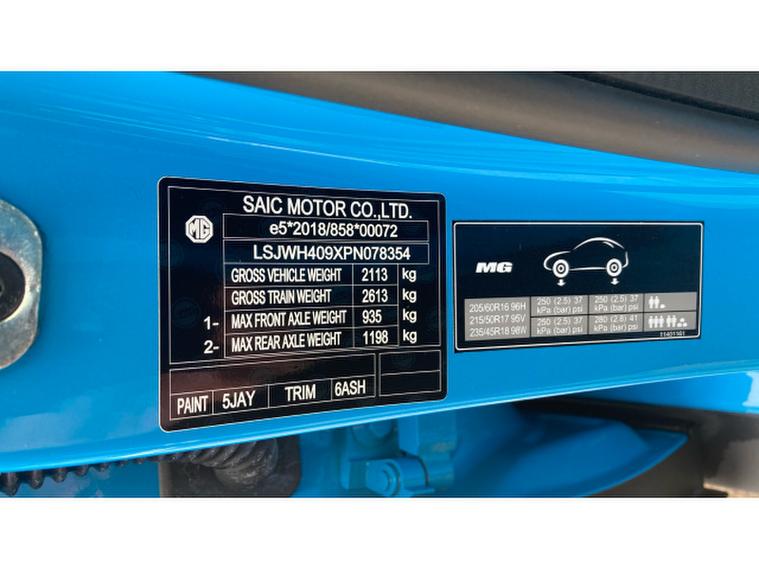 SAIC MOTOR CO.,LTD.
MG
e5*2018/858*00072
LSJWH409XPN078354
GROSS VEHICLE WEIGHT 2113 kg
GROSS TRAIN WEIGHT 2613 kg
1- MAX FRONT AXLE WEIGHT 935 kg
2- MAX REAR AXLE WEIGHT 1198 kg
PAINT 5JAY TRIM 6ASH
MG
205/60R16 96H
215/50R17 95V
235/45R18 98W
250 (2.5) 37
kPa (bar) psi
250 (2.5) 37
kPa (bar) psi
250 (2.5) 37
kPa (bar) psi
280 (2.8) 41
kPa (bar) psi
11401161